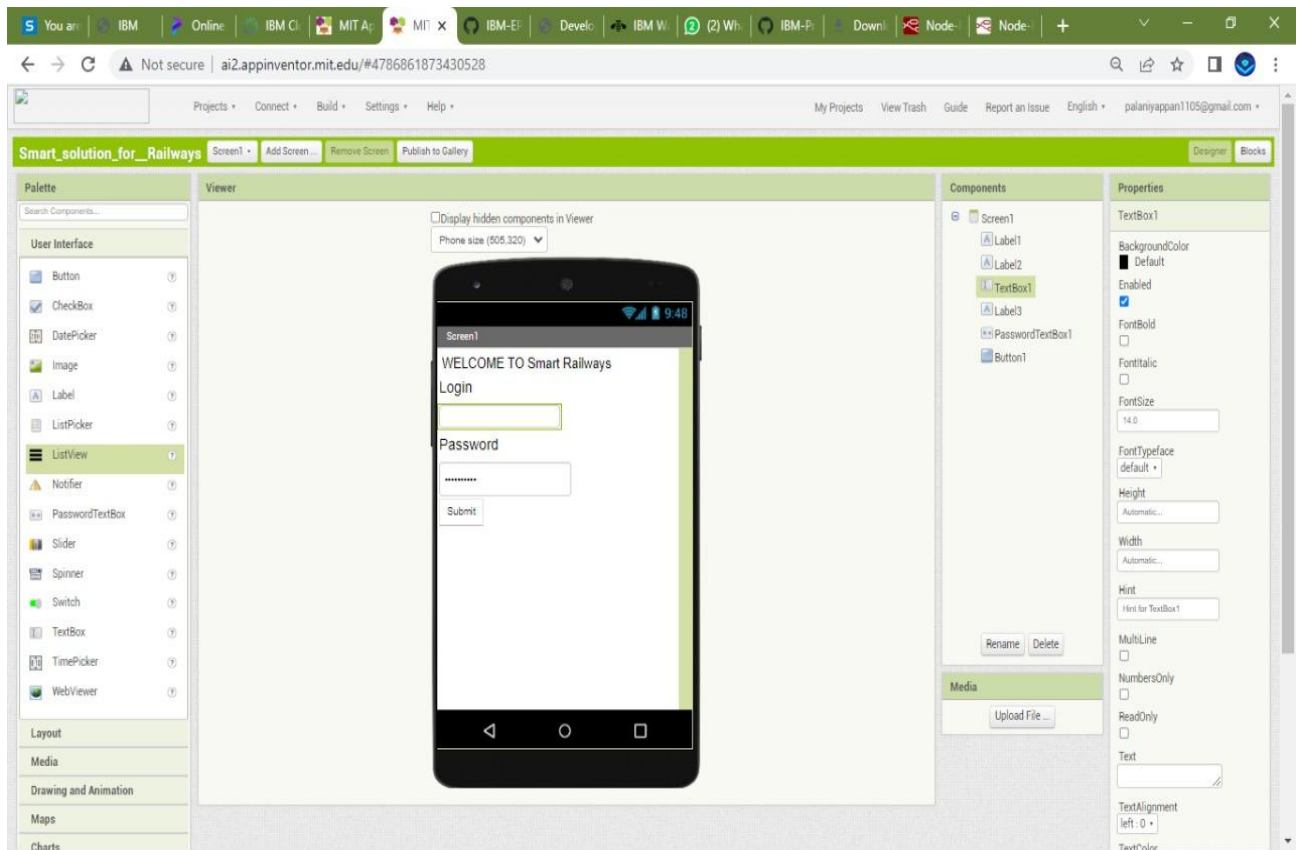 You are IBM Online IBM Cl MIT Ap MIT IBM-EF Develo IBM W (2) Wh IBM-P Downl Node- Node-
Not secure | ai2.appinventor.mit.edu/#4786861873430528
Projects Connect Build Settings Help My Projects View Trash Guide Report an Issue English palaniyappan1105@gmail.com
Smart_solution_for__Railways Screen1 Add Screen ... Remove Screen Publish to Gallery Designer Blocks
Palette
Search Components...
User Interface
Button
CheckBox
DatePicker
Image
Label
ListPicker
ListView
Notifier
PasswordTextBox
Slider
Spinner
Switch
TextBox
TimePicker
WebViewer
Layout
Media
Drawing and Animation
Maps
Charts
Viewer
Display hidden components in Viewer
Phone size (505,320)
9:48
Screen1
WELCOME TO Smart Railways
Login
Password
Submit
Components
Screen1
Label1
Label2
TextBox1
Label3
PasswordTextBox1
Button1
Rename Delete
Media
Upload File ...
Properties
TextBox1
BackgroundColor
Default
Enabled
FontBold
FontItalic
FontSize
14.0
FontTypeface
default
Height
Automatic...
Width
Automatic...
Hint
Hint for TextBox1
MultiLine
NumbersOnly
ReadOnly
Text
TextAlignment
left : 0
TextColor